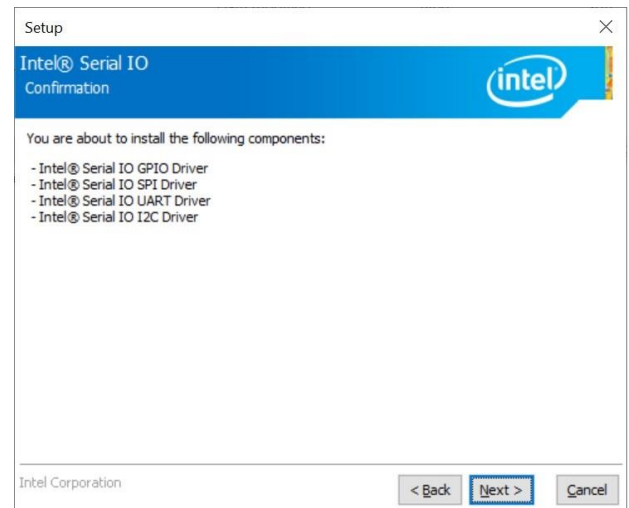 Setup
Intel® Serial IO
Confirmation
intel
You are about to install the following components:
- Intel® Serial IO GPIO Driver
- Intel® Serial IO SPI Driver
- Intel® Serial IO UART Driver
- Intel® Serial IO I2C Driver
Intel Corporation
< Back
Next >
Cancel